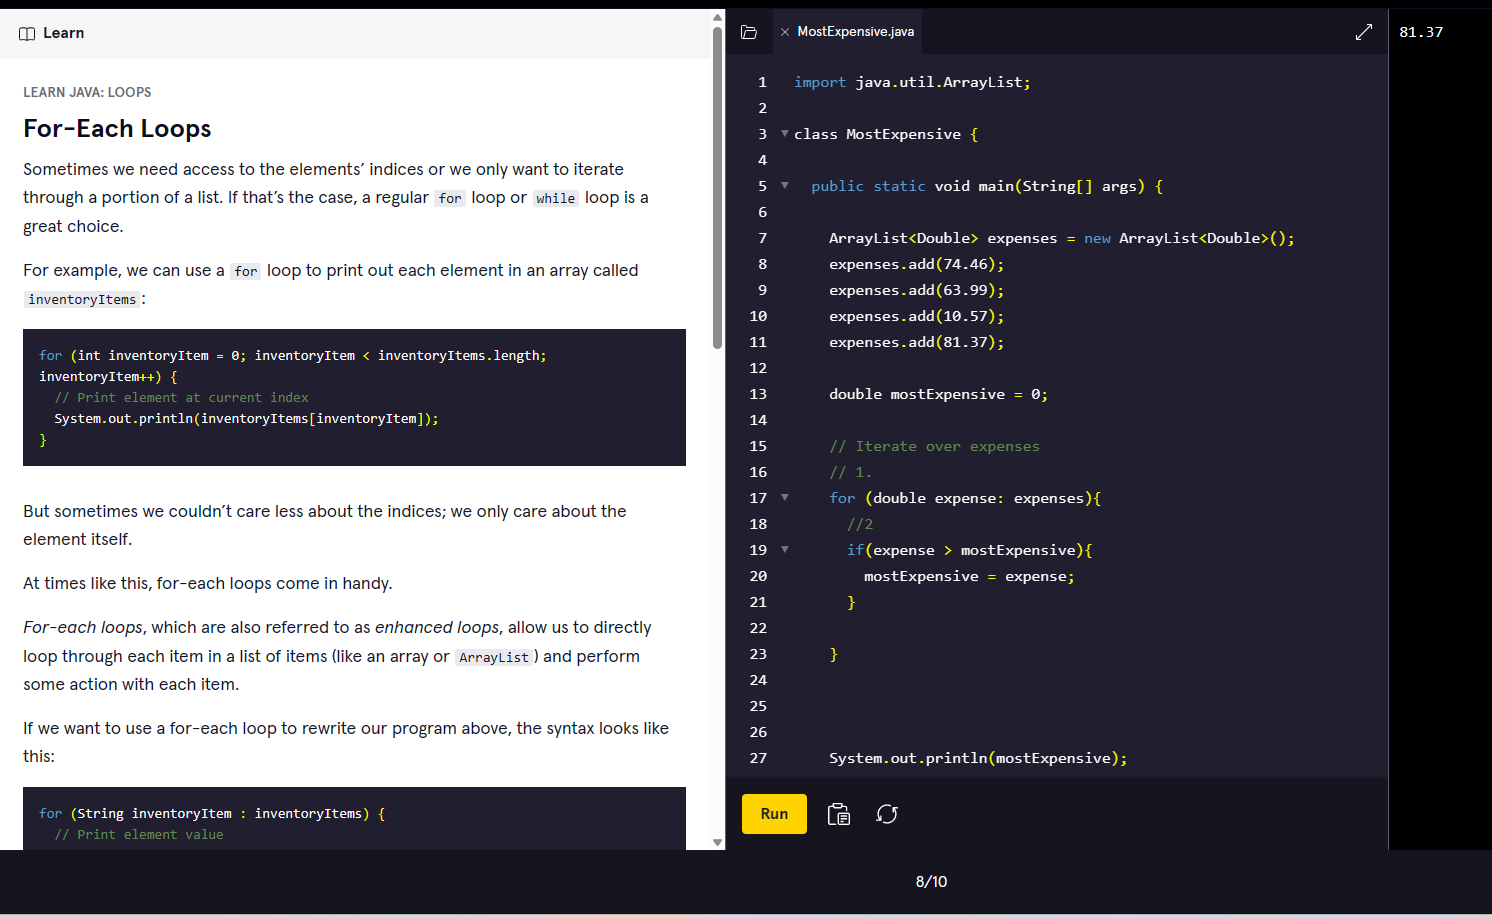 Learn
LEARN JAVA: LOOPS
For-Each Loops
Sometimes we need access to the elements’ indices or we only want to iterate
through a portion of a list. If that’s the case, a regular for loop or while loop is a
great choice.
For example, we can use a for loop to print out each element in an array called
inventoryItems:
for (int inventoryItem = 0; inventoryItem < inventoryItems.length;
inventoryItem++) {
  // Print element at current index
  System.out.println(inventoryItems[inventoryItem]);
}
But sometimes we couldn’t care less about the indices; we only care about the
element itself.
At times like this, for-each loops come in handy.
For-each loops, which are also referred to as enhanced loops, allow us to directly
loop through each item in a list of items (like an array or ArrayList) and perform
some action with each item.
If we want to use a for-each loop to rewrite our program above, the syntax looks like
this:
for (String inventoryItem : inventoryItems) {
  // Print element value
MostExpensive.java
1 import java.util.ArrayList;
2
3 class MostExpensive {
4
5   public static void main(String[] args) {
6
7     ArrayList<Double> expenses = new ArrayList<Double>();
8     expenses.add(74.46);
9     expenses.add(63.99);
10     expenses.add(10.57);
11     expenses.add(81.37);
12
13     double mostExpensive = 0;
14
15     // Iterate over expenses
16     // 1.
17     for (double expense: expenses){
18       //2
19       if(expense > mostExpensive){
20         mostExpensive = expense;
21       }
22
23     }
24
25
26
27     System.out.println(mostExpensive);
Run
81.37
8/10